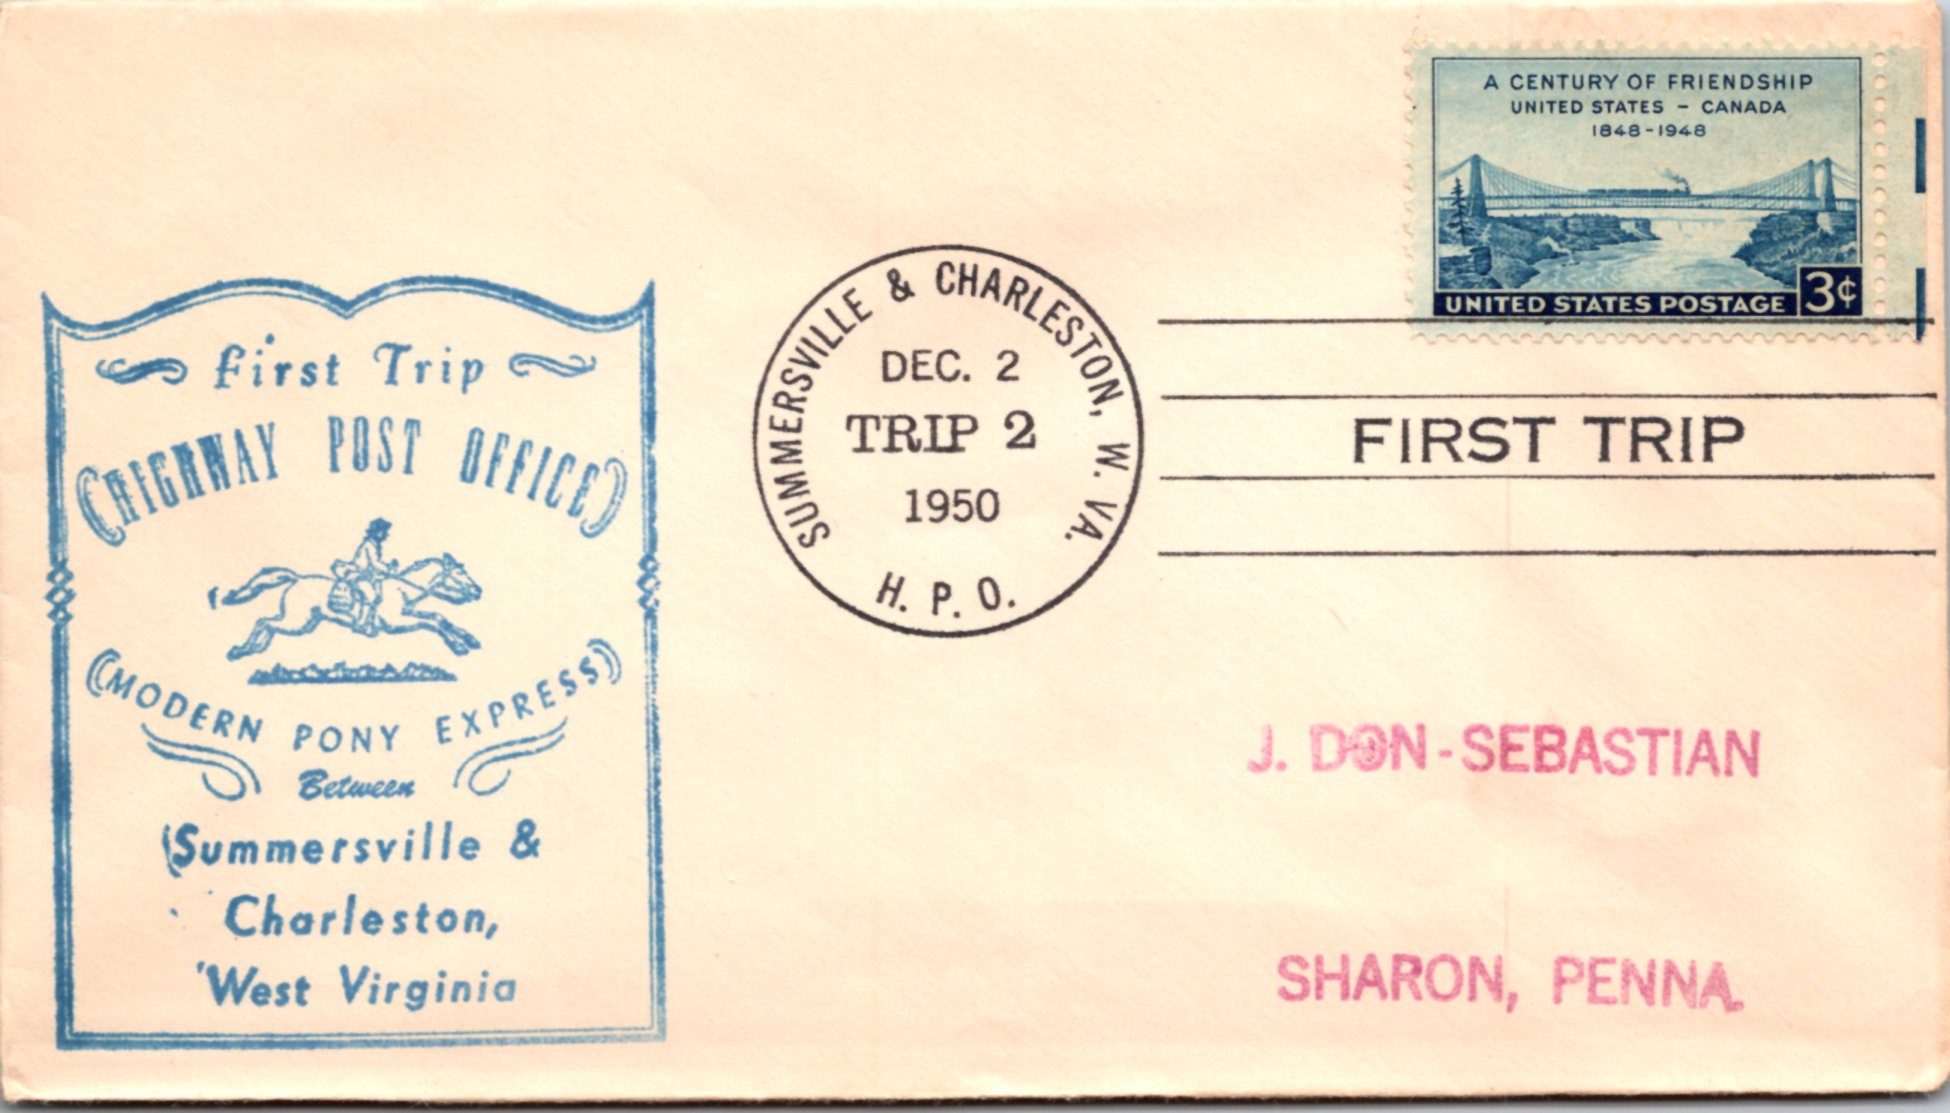 A CENTURY OF FRIENDSHIP
UNITED STATES - CANADA
1848-1948
UNITED STATES POSTAGE 3¢
First Trip
HIGHWAY POST OFFICE
MODERN PONY EXPRESS
Between
Summersville &
Charleston,
West Virginia
SUMMERSVILLE & CHARLESTON, W. VA.
DEC. 2
TRIP 2
1950
H. P. O.
FIRST TRIP
J. DON-SEBASTIAN
SHARON, PENNA.